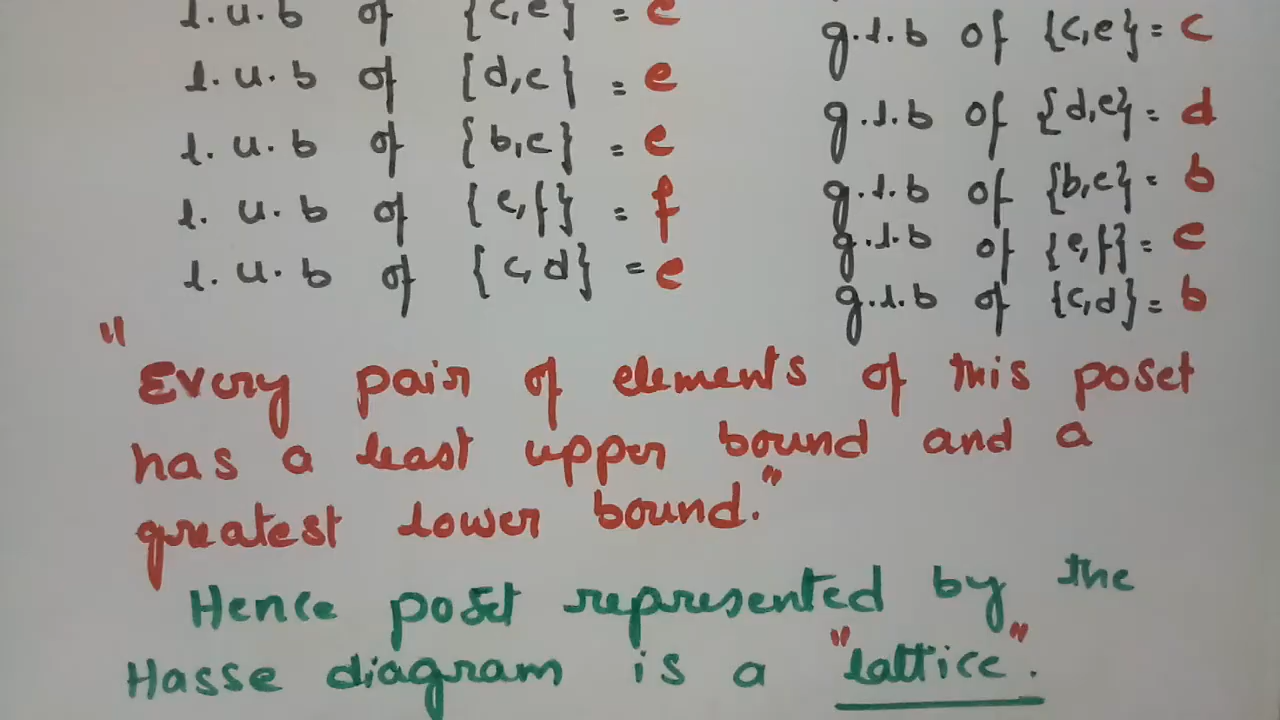 l.u.b of {c,e} = e
l.u.b of {d,e} = e
l.u.b of {b,e} = e
l.u.b of {e,f} = f
l.u.b of {c,d} = e
g.l.b of {c,e} = c
g.l.b of {d,e} = d
g.l.b of {b,e} = b
g.l.b of {e,f} = e
g.l.b of {c,d} = b
"Every pair of elements of this poset
has a least upper bound and a
greatest lower bound."
Hence poset represented by the
Hasse diagram is a "lattice".